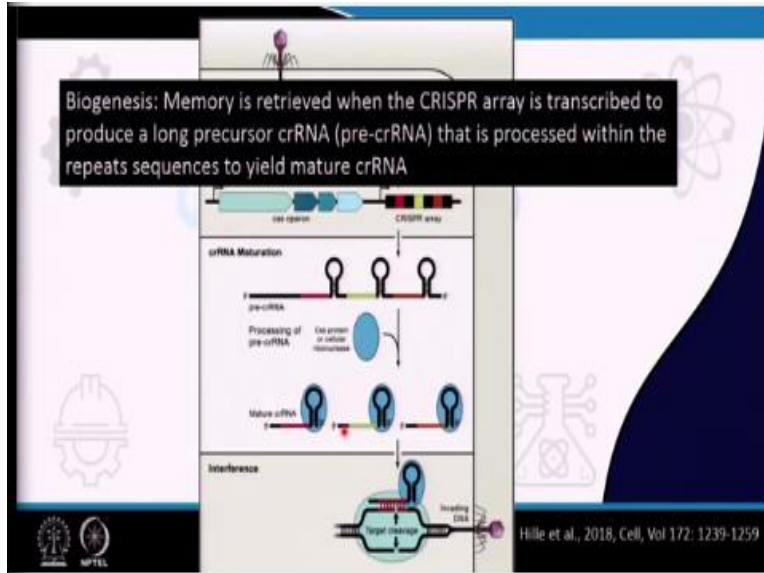 Biogenesis: Memory is retrieved when the CRISPR array is transcribed to
produce a long precursor crRNA (pre-crRNA) that is processed within the
repeats sequences to yield mature crRNA
cas operon
CRISPR array
crRNA Maturation
pre-crRNA
Processing of
pre-crRNA
Cas protein
or cellular
ribonuclease
Mature crRNA
Interference
Target cleavage
Invading
DNA
NPTEL
Hille et al., 2018, Cell, Vol 172: 1239-1259